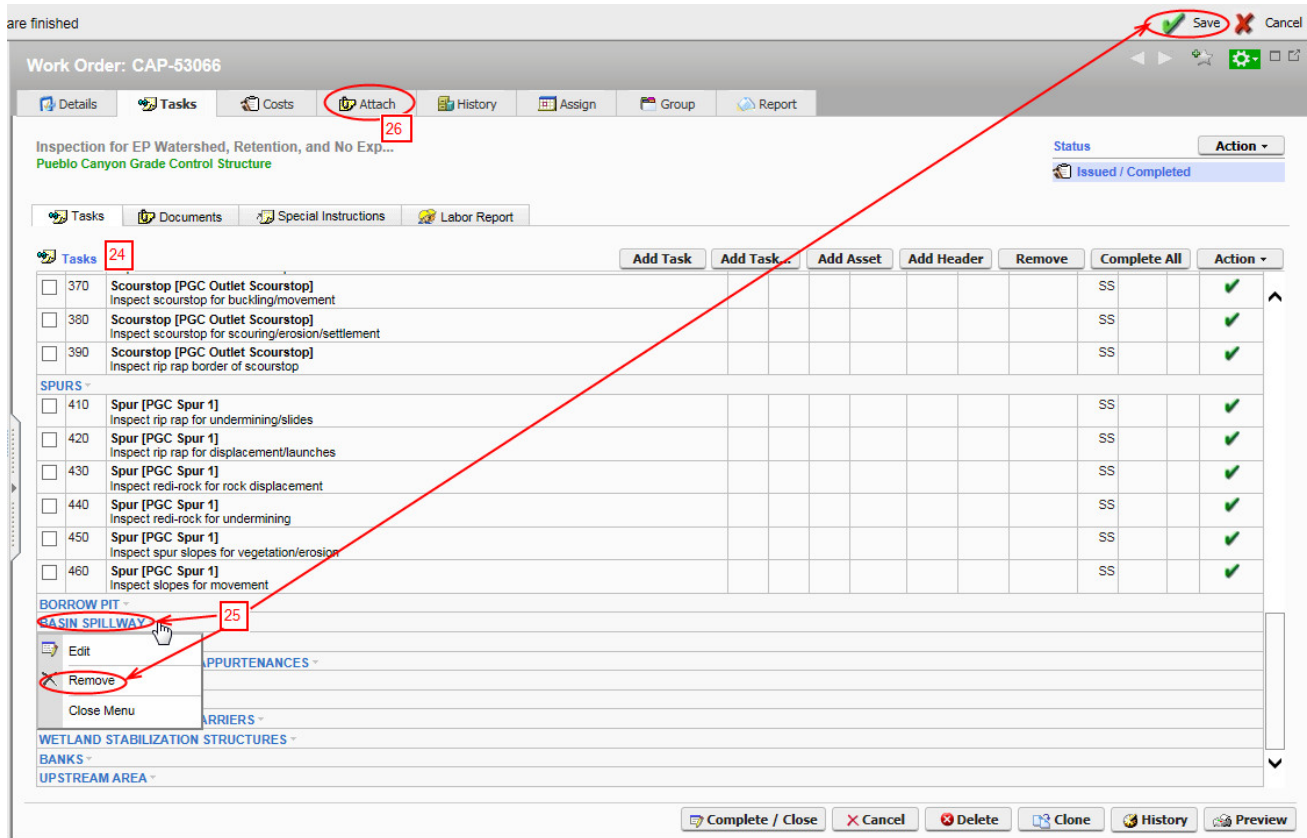 are finished
Save Cancel
Work Order: CAP-53066
Details Tasks Costs Attach History Assign Group Report
26
Inspection for EP Watershed, Retention, and No Exp...
Status Action
Pueblo Canyon Grade Control Structure
Issued / Completed
Tasks Documents Special Instructions Labor Report
Tasks 24 Add Task Add Task... Add Asset Add Header Remove Complete All Action
370 Scourstop [PGC Outlet Scourstop] SS
Inspect scourstop for buckling/movement
380 Scourstop [PGC Outlet Scourstop] SS
Inspect scourstop for scouring/erosion/settlement
390 Scourstop [PGC Outlet Scourstop] SS
Inspect rip rap border of scourstop
SPURS
410 Spur [PGC Spur 1] SS
Inspect rip rap for undermining/slides
420 Spur [PGC Spur 1] SS
Inspect rip rap for displacement/launches
430 Spur [PGC Spur 1] SS
Inspect redi-rock for rock displacement
440 Spur [PGC Spur 1] SS
Inspect redi-rock for undermining
450 Spur [PGC Spur 1] SS
Inspect spur slopes for vegetation/erosion
460 Spur [PGC Spur 1] SS
Inspect slopes for movement
BORROW PIT
BASIN SPILLWAY 25
Edit
APPURTENANCES
Remove
Close Menu
ARRIERS
WETLAND STABILIZATION STRUCTURES
BANKS
UPSTREAM AREA
Complete / Close Cancel Delete Clone History Preview